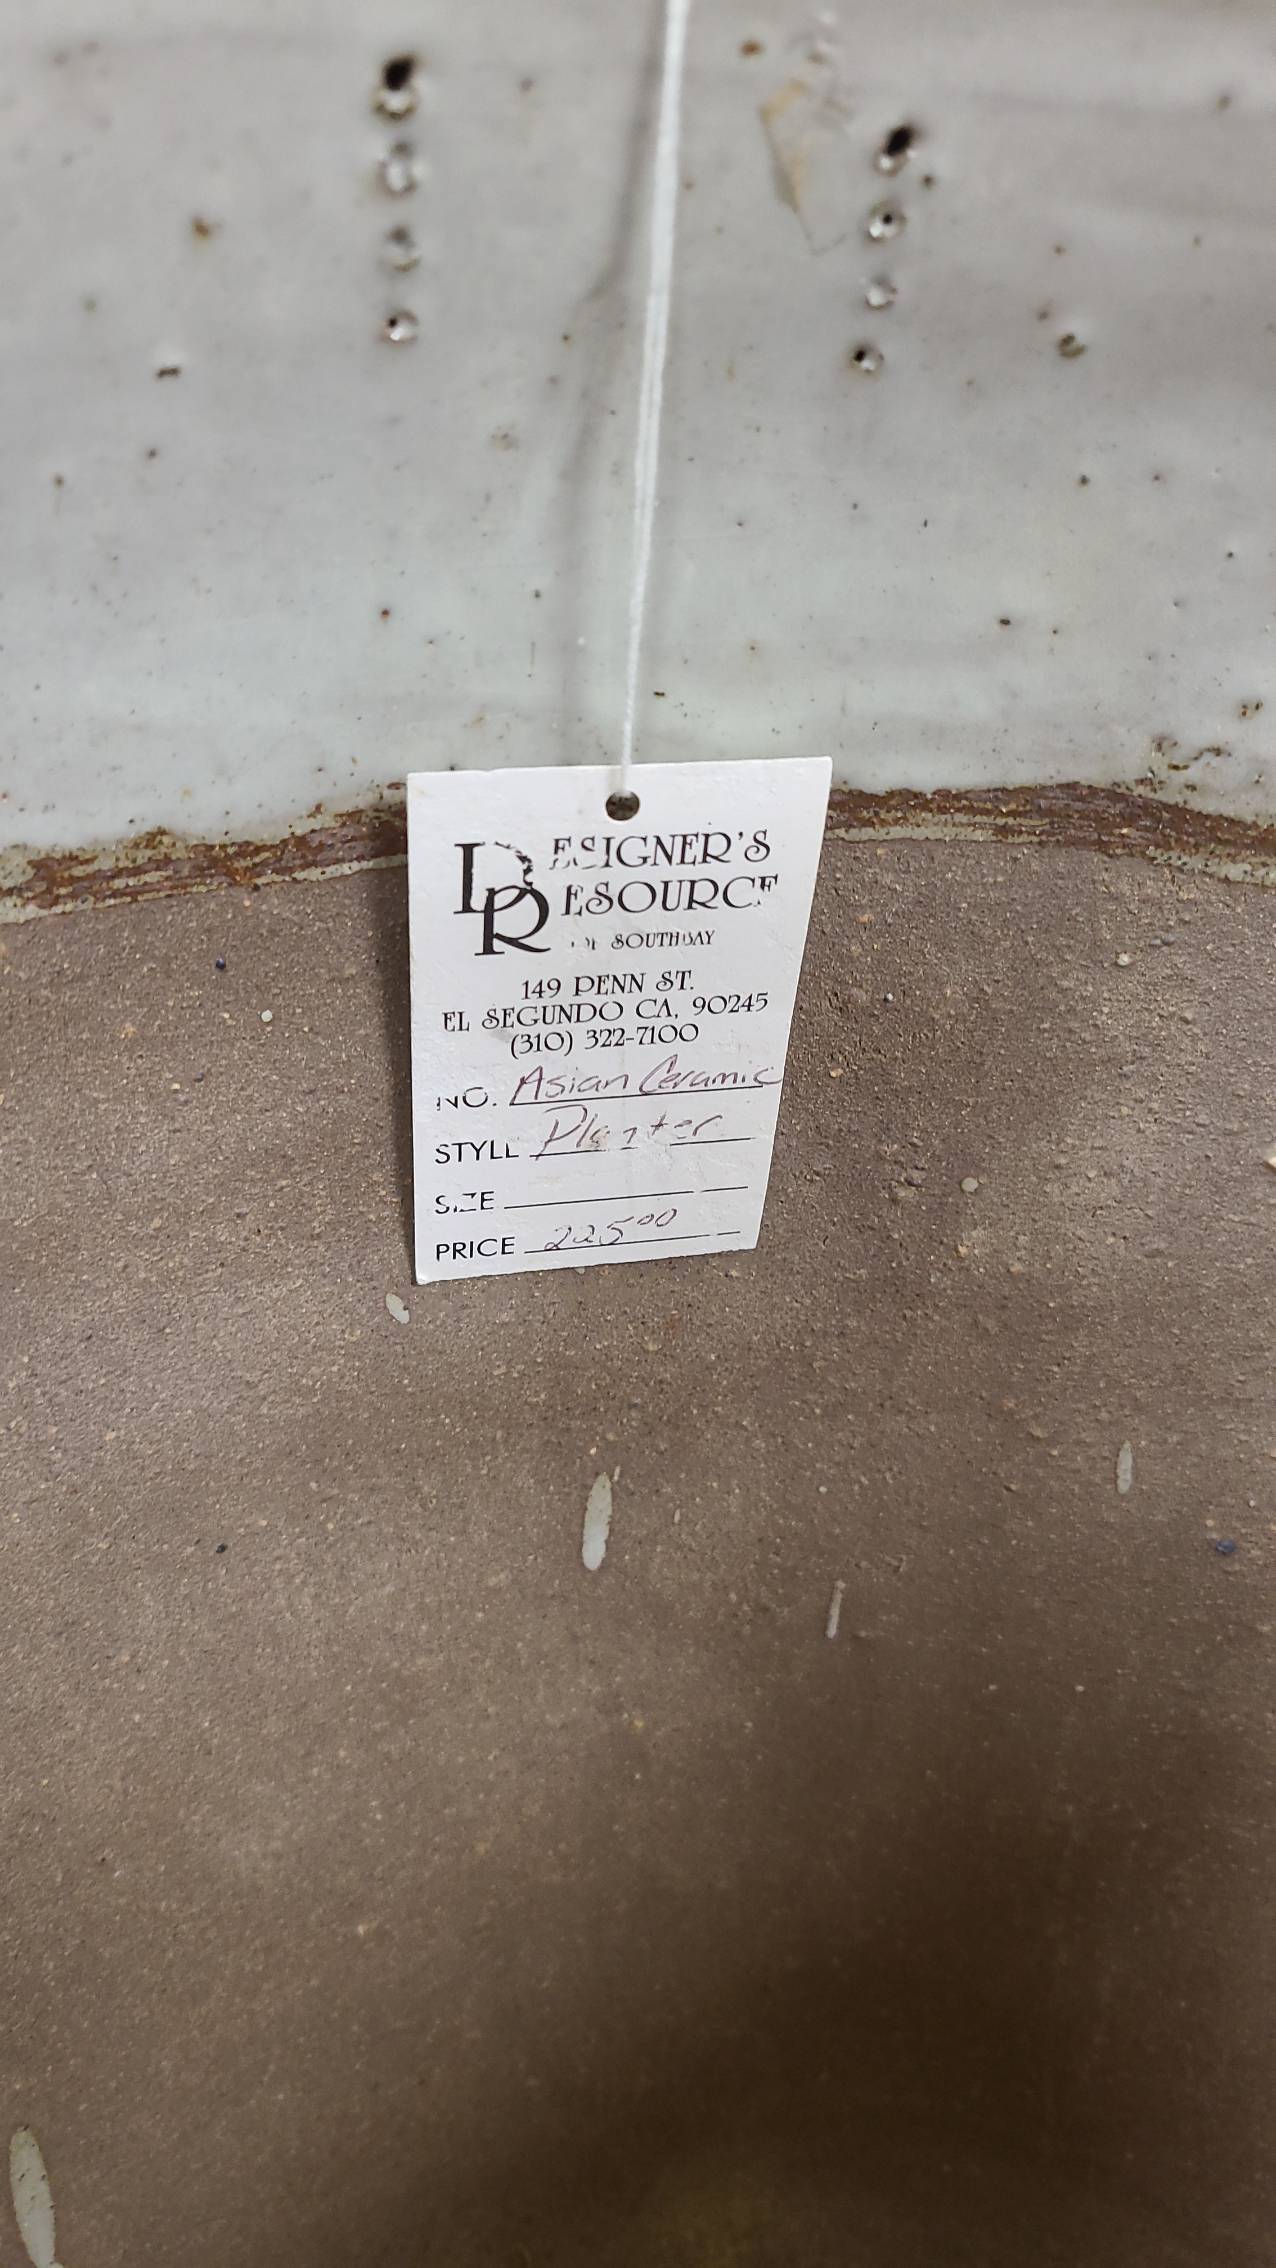 DESIGNER'S
RESOURCE
OF SOUTHBAY
149 PENN ST.
EL SEGUNDO CA, 90245
(310) 322-7100
NO. Asian Ceramic
STYLE Planter
SIZE
PRICE 225.00